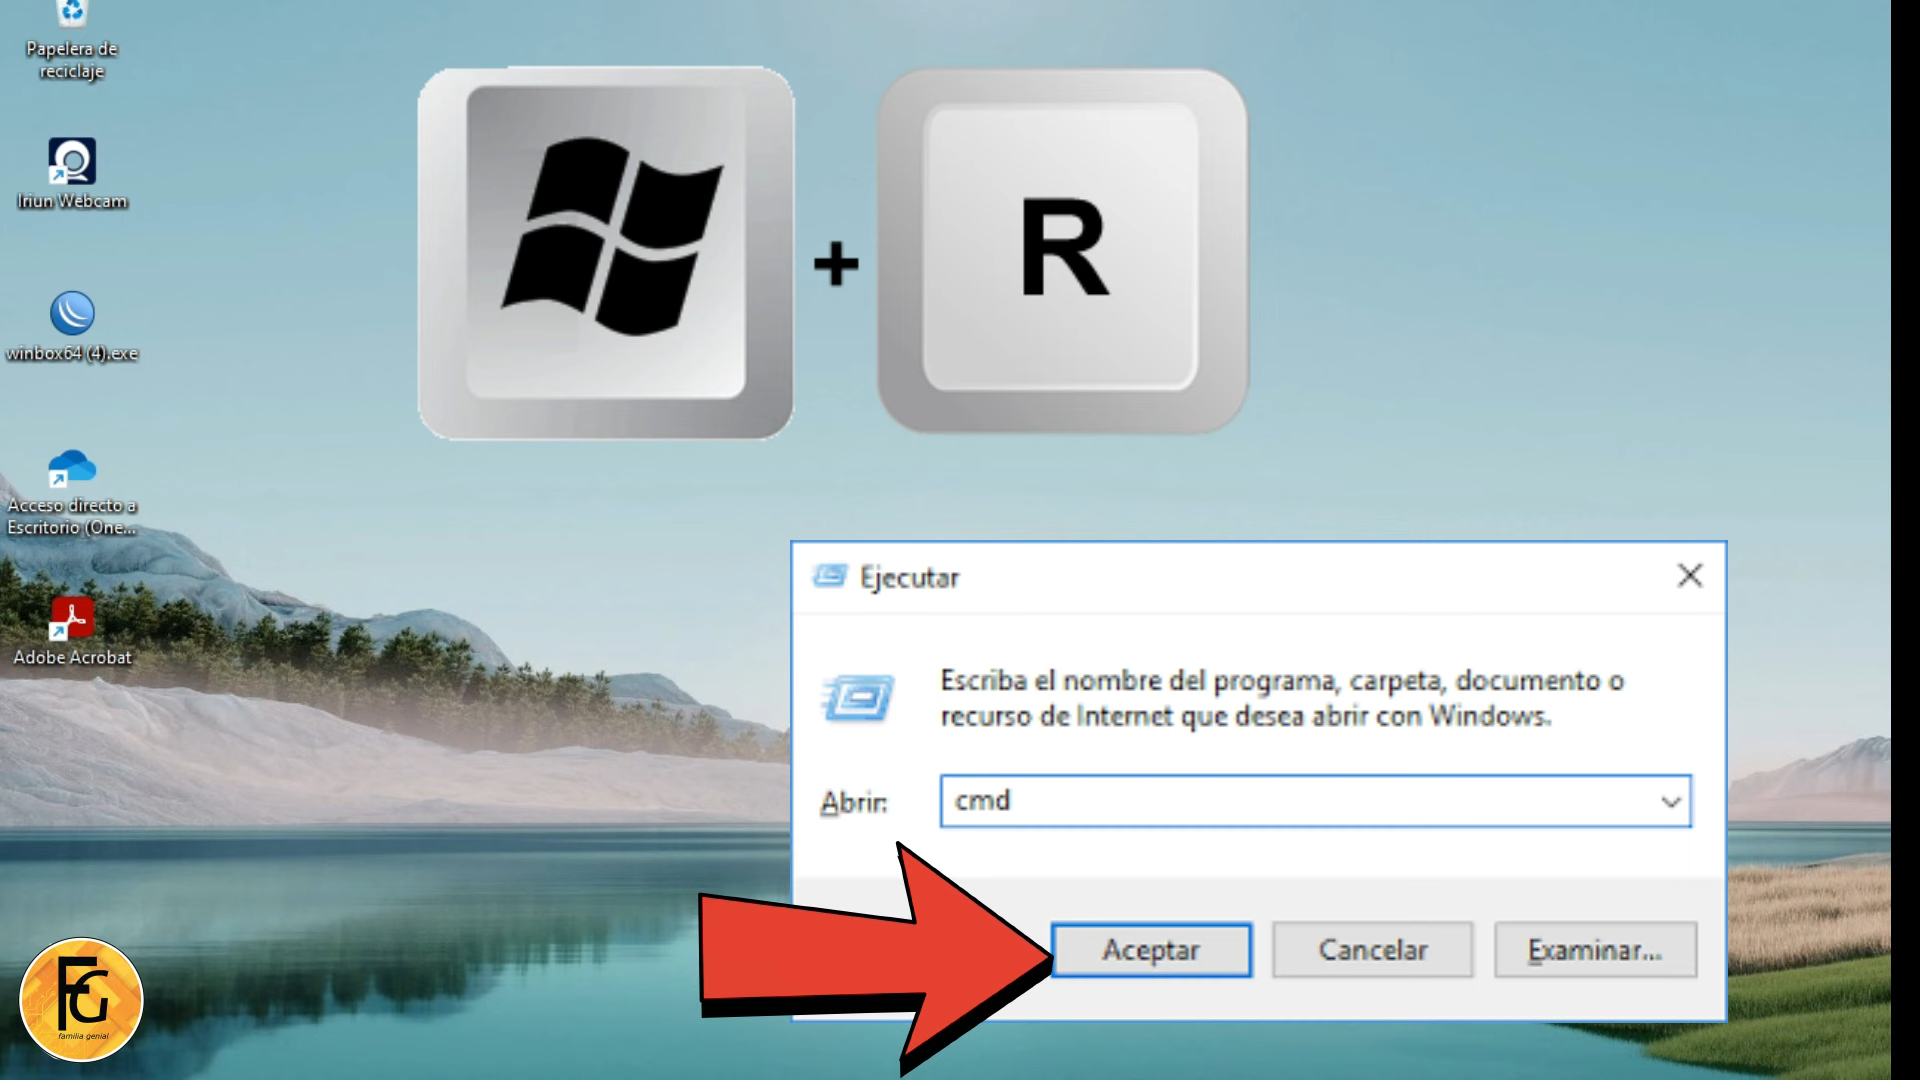 Papelera de
reciclaje
Iriun Webcam
winbox64 (4).exe
Acceso directo a
Escritorio (One...
Adobe Acrobat
+
R
Ejecutar
Escriba el nombre del programa, carpeta, documento o
recurso de Internet que desea abrir con Windows.
Abrir:
cmd
Aceptar
Cancelar
Examinar...
FG
familia genial